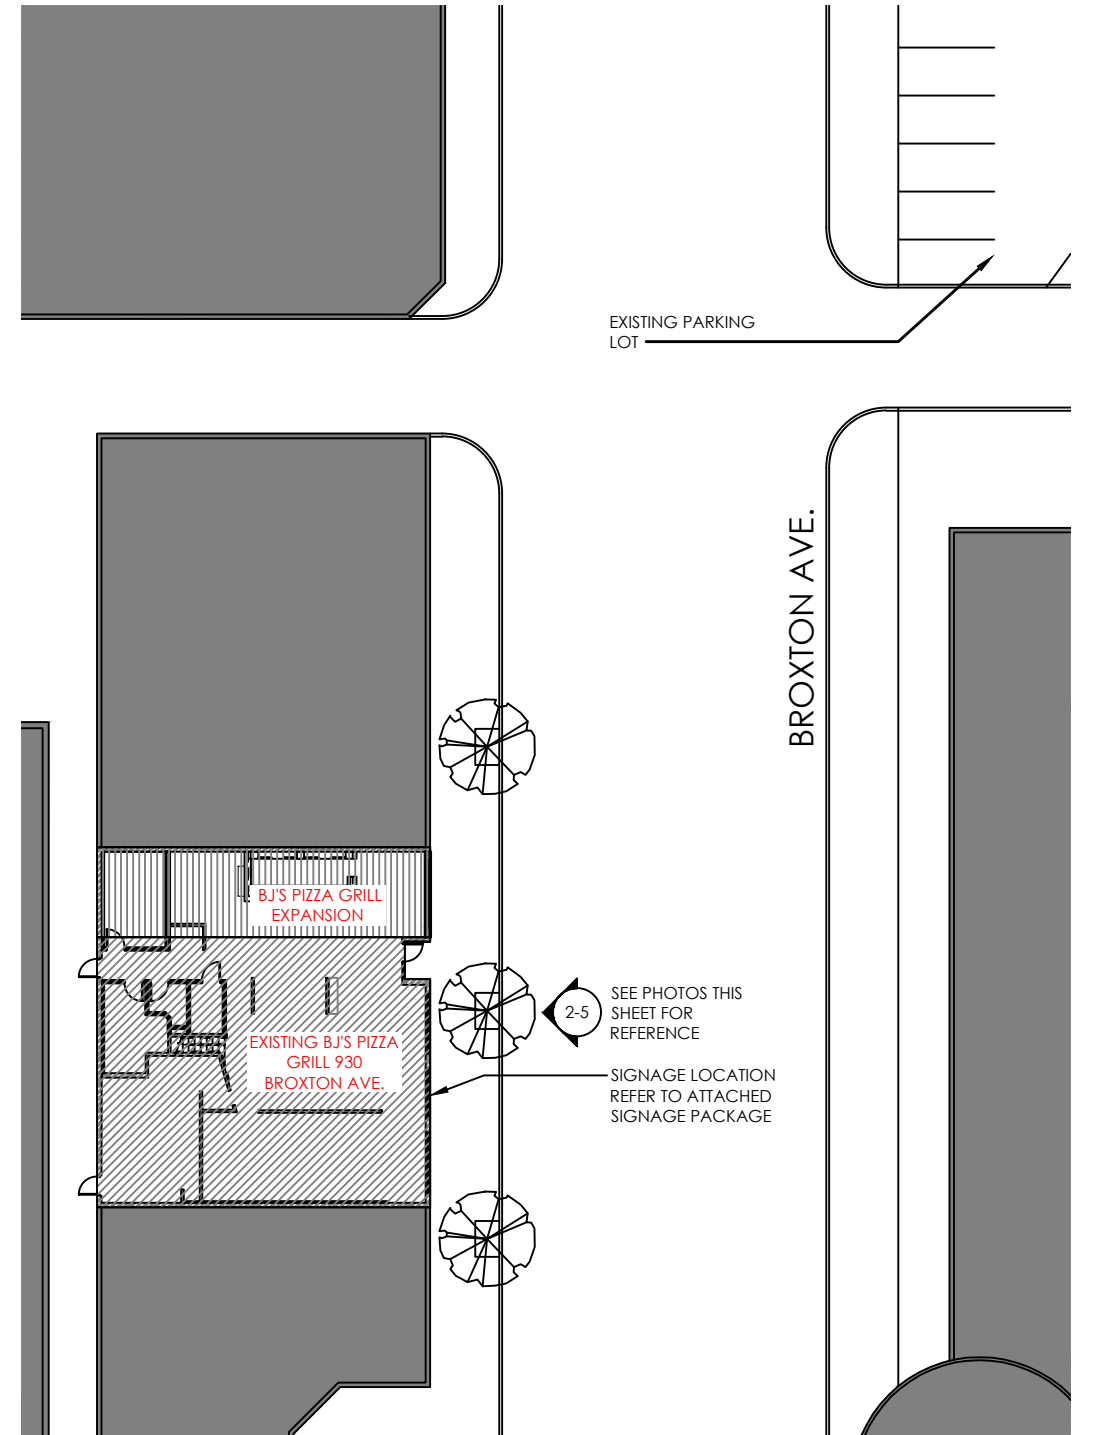 EXISTING PARKING
LOT
BROXTON AVE.
BJ'S PIZZA GRILL
EXPANSION
2-5
SEE PHOTOS THIS
SHEET FOR
REFERENCE
EXISTING BJ'S PIZZA
GRILL 930
BROXTON AVE.
SIGNAGE LOCATION
REFER TO ATTACHED
SIGNAGE PACKAGE